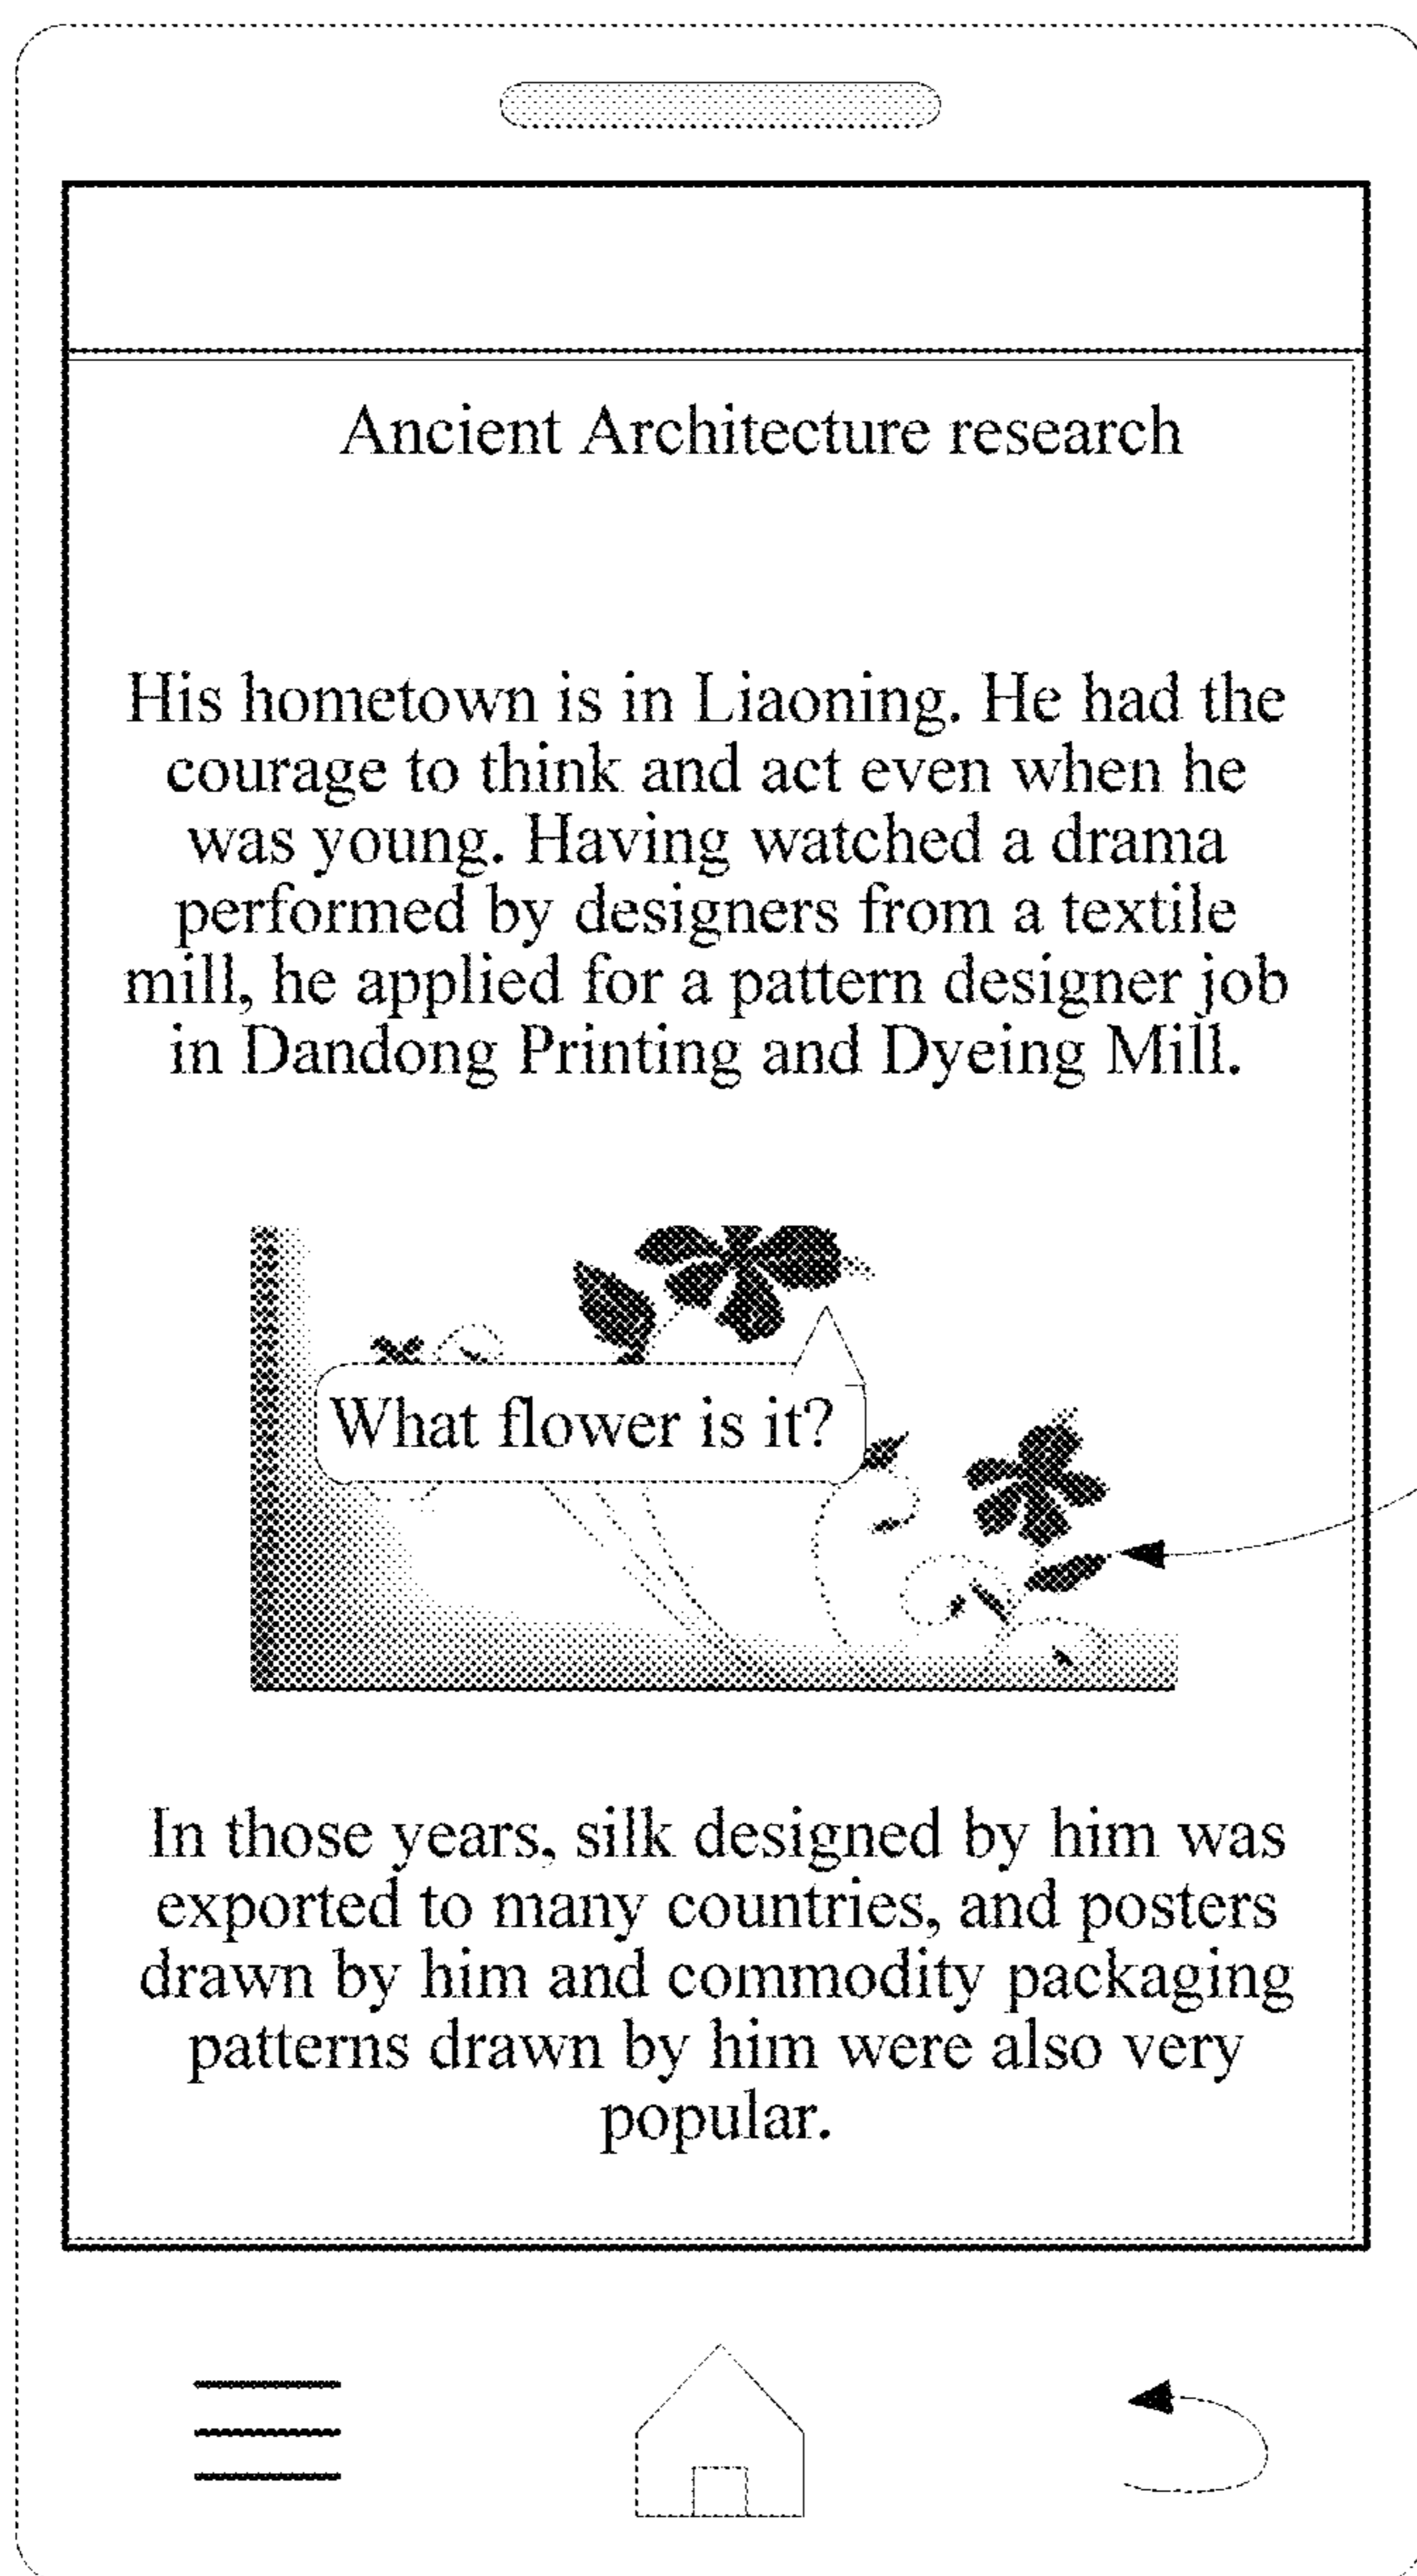 Ancient Architecture research
His hometown is in Liaoning. He had the
courage to think and act even when he
was young. Having watched a drama
performed by designers from a textile
mill, he applied for a pattern designer job
in Dandong Printing and Dyeing Mill.
What flower is it?
In those years, silk designed by him was
exported to many countries, and posters
drawn by him and commodity packaging
patterns drawn by him were also very
popular.